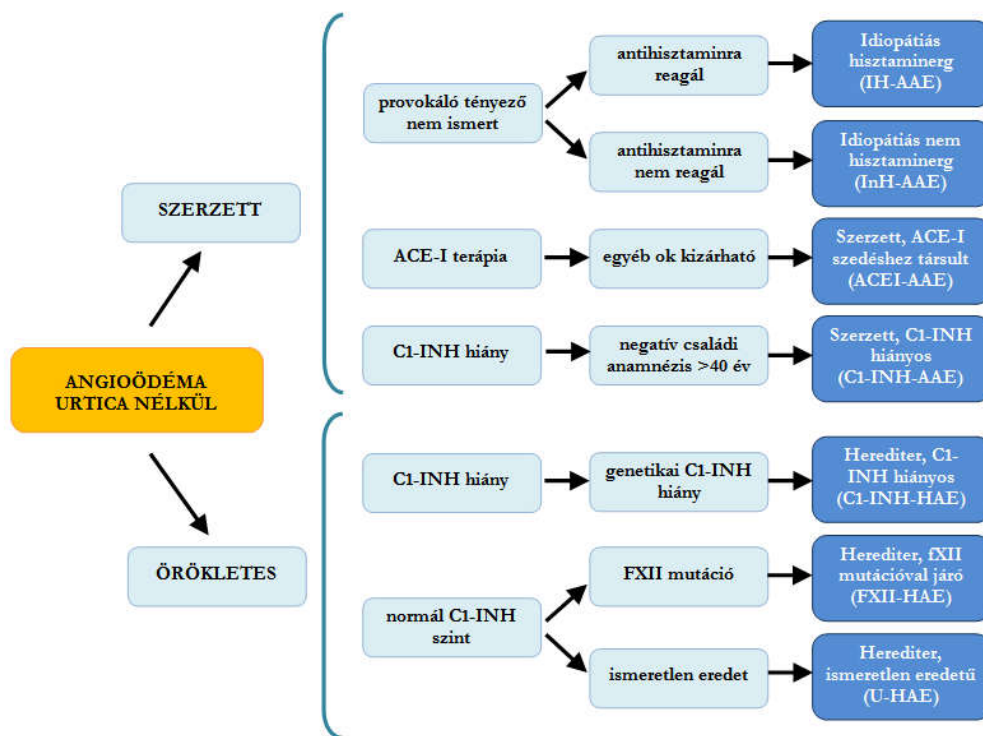 ANGIOÖDÉMA
URTICA NÉLKÜL
SZERZETT
provokáló tényező
nem ismert
antihisztaminra
reagál
Idiopátiás
hisztaminerg
(IH-AAE)
antihisztaminra
nem reagál
Idiopátiás nem
hisztaminerg
(InH-AAE)
ACE-I terápia
egyéb ok kizárható
Szerzett, ACE-I
szedéshez társult
(ACEI-AAE)
C1-INH hiány
negatív családi
anamnézis >40 év
Szerzett, C1-INH
hiányos
(C1-INH-AAE)
ÖRÖKLETES
C1-INH hiány
genetikai C1-INH
hiány
Herediter, C1-
INH hiányos
(C1-INH-HAE)
normál C1-INH
szint
FXII mutáció
Herediter, fXII
mutációval járó
(FXII-HAE)
ismeretlen eredet
Herediter,
ismeretlen eredetű
(U-HAE)